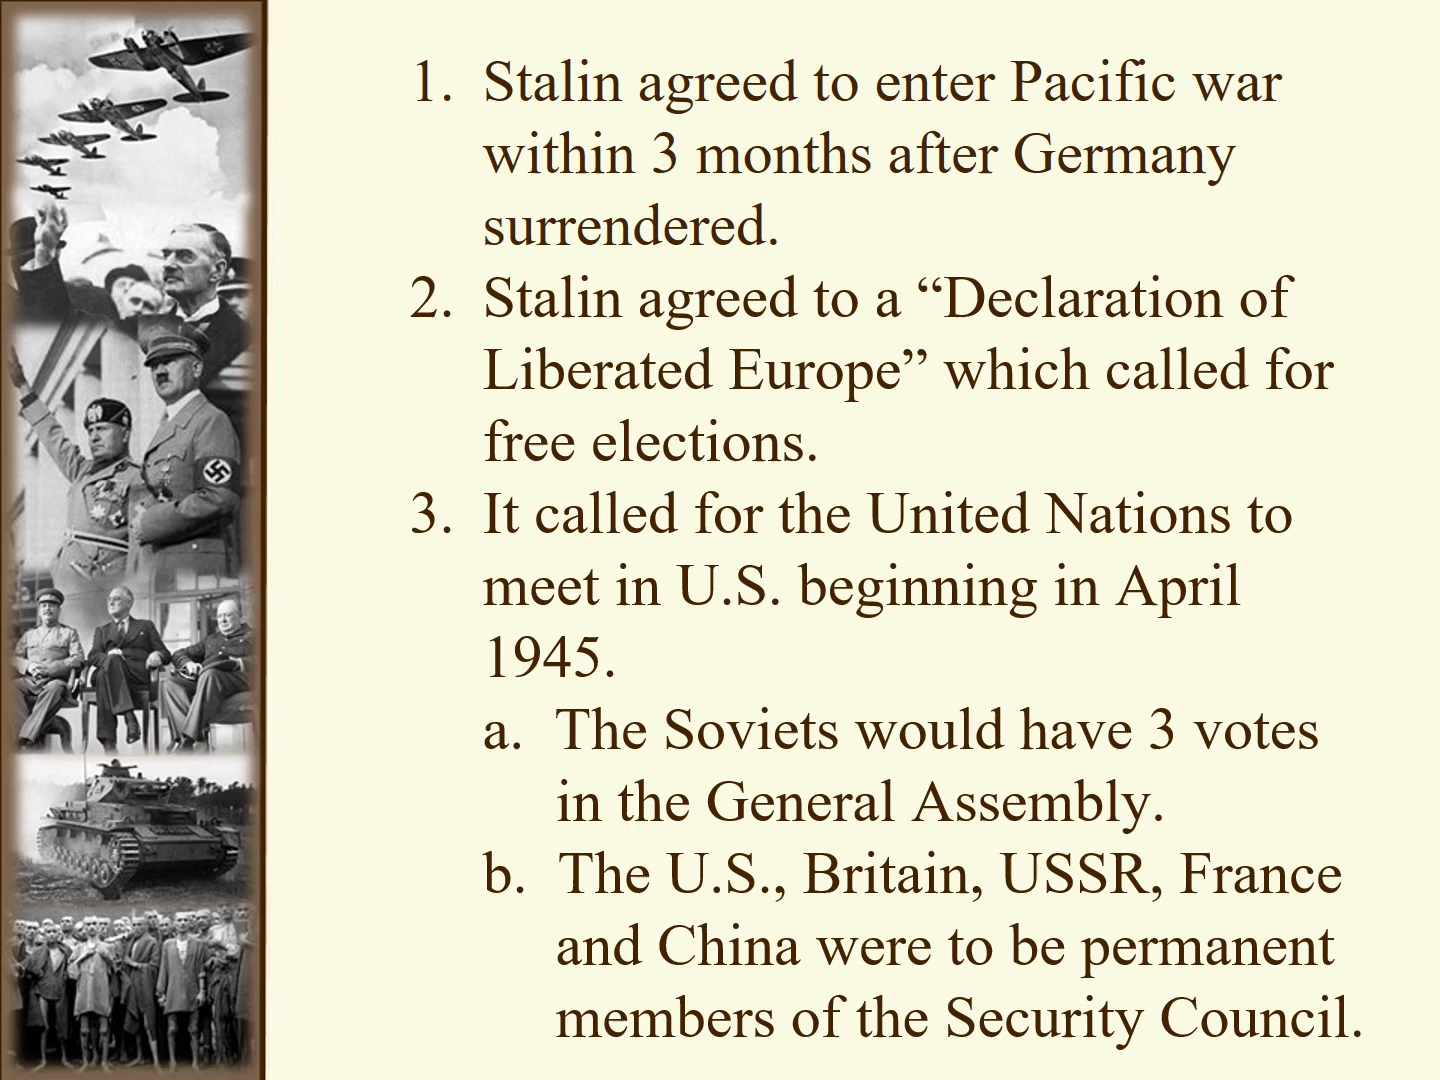 1. Stalin agreed to enter Pacific war
within 3 months after Germany
surrendered.
2. Stalin agreed to a “Declaration of
Liberated Europe” which called for
free elections.
3. It called for the United Nations to
meet in U.S. beginning in April
1945.
a. The Soviets would have 3 votes
in the General Assembly.
b. The U.S., Britain, USSR, France
and China were to be permanent
members of the Security Council.